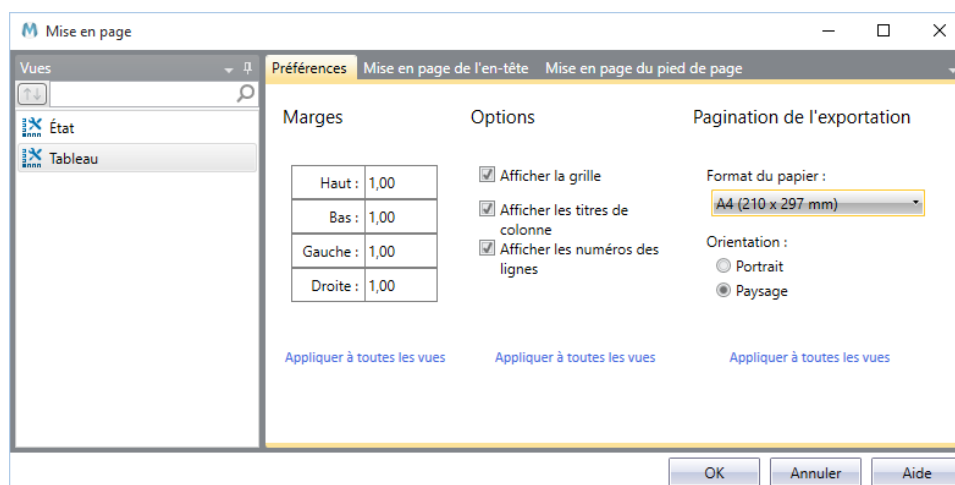 Mise en page
Vues
État
Tableau
Préférences Mise en page de l'en-tête Mise en page du pied de page
Marges
Haut : 1,00
Bas : 1,00
Gauche : 1,00
Droite : 1,00
Appliquer à toutes les vues
Options
Afficher la grille
Afficher les titres de
colonne
Afficher les numéros des
lignes
Appliquer à toutes les vues
Pagination de l'exportation
Format du papier :
A4 (210 x 297 mm)
Orientation :
Portrait
Paysage
Appliquer à toutes les vues
OK Annuler Aide